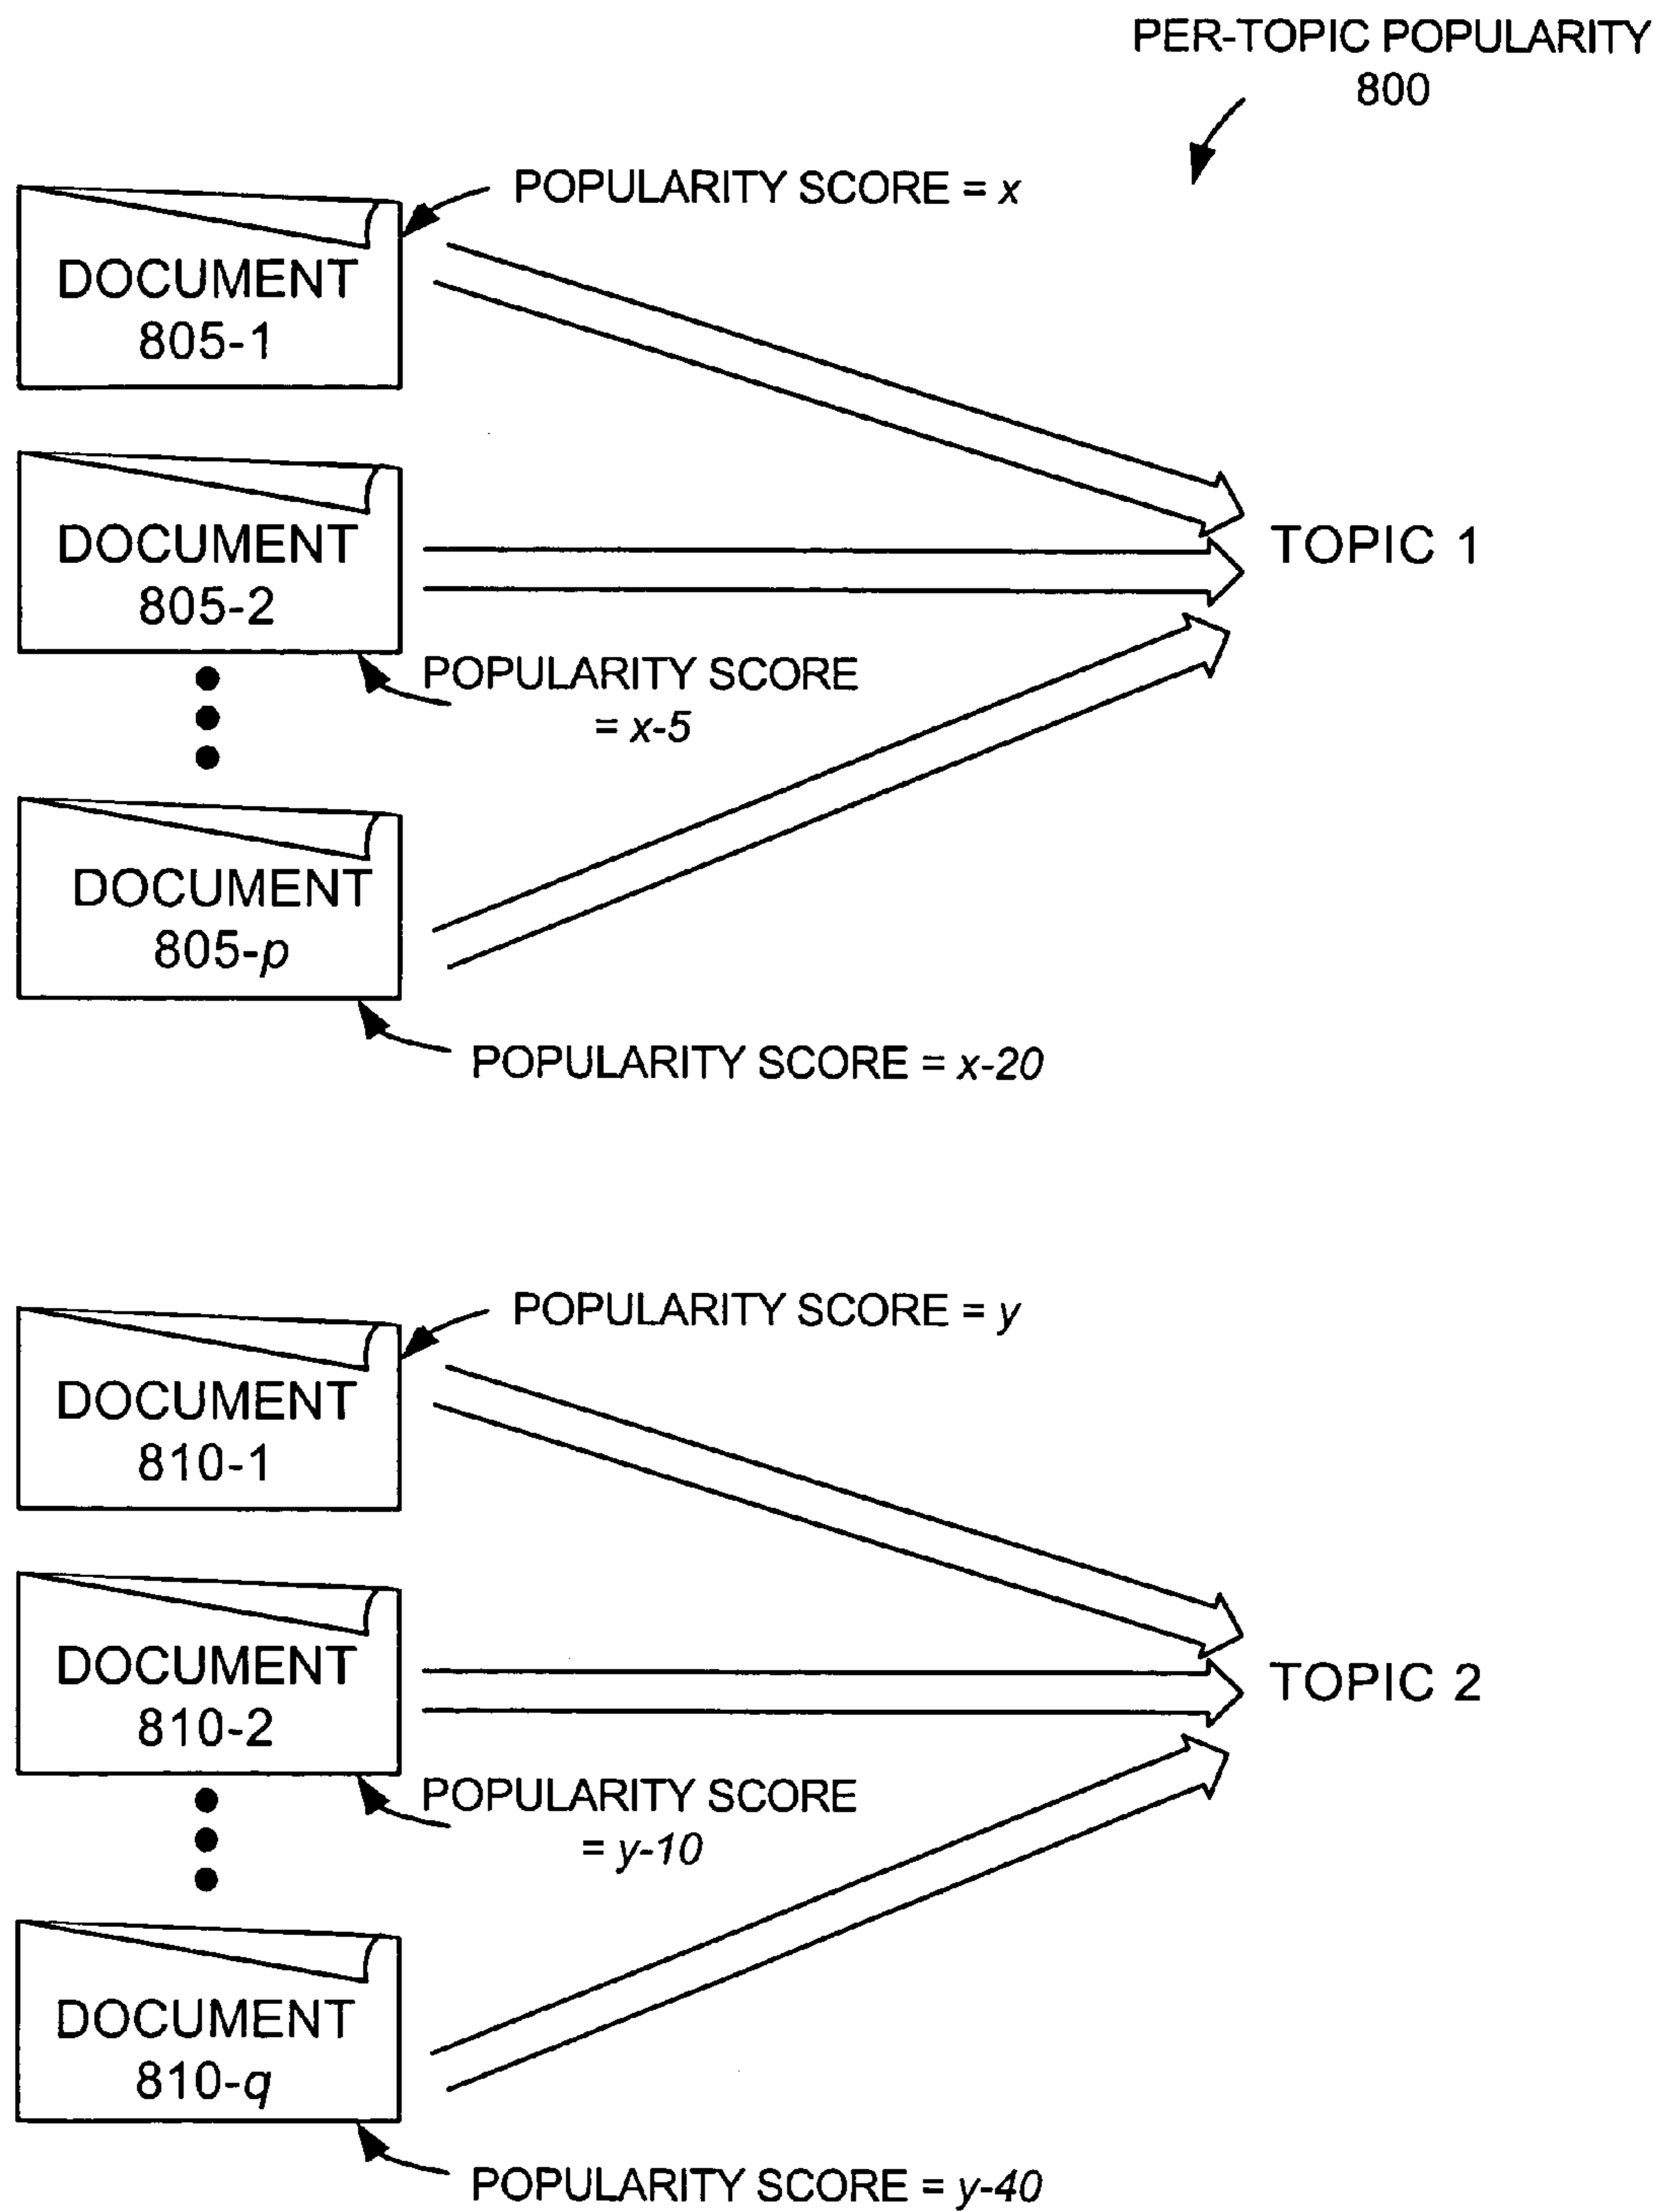 PER-TOPIC POPULARITY
800
POPULARITY SCORE = x
DOCUMENT
805-1
DOCUMENT
805-2
TOPIC 1
POPULARITY SCORE
= x-5
DOCUMENT
805-p
POPULARITY SCORE = x-20
POPULARITY SCORE = y
DOCUMENT
810-1
DOCUMENT
810-2
TOPIC 2
POPULARITY SCORE
= y-10
DOCUMENT
810-q
POPULARITY SCORE = y-40